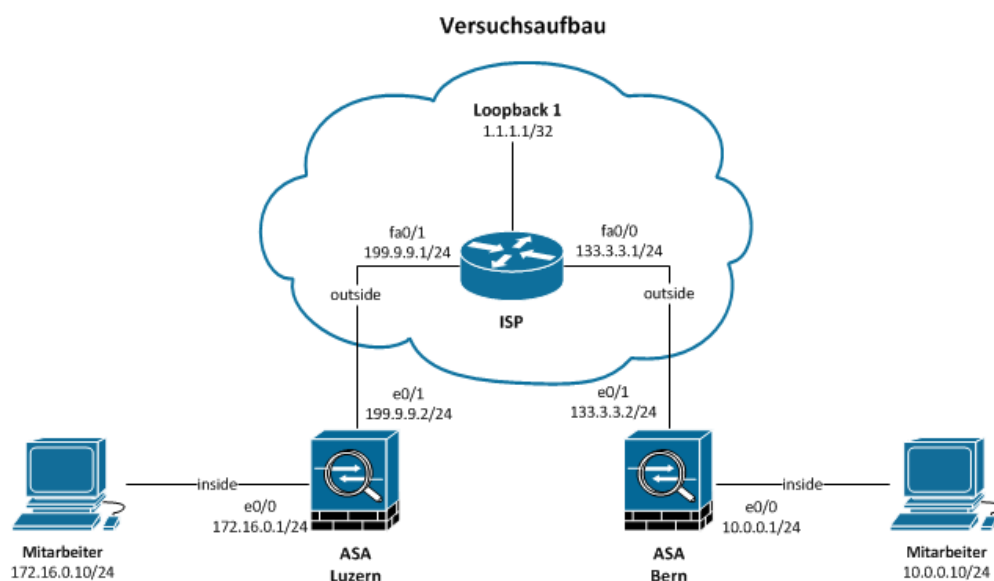 Versuchsaufbau
Loopback 1
1.1.1.1/32
fa0/1
199.9.9.1/24
fa0/0
133.3.3.1/24
outside
outside
ISP
e0/1
199.9.9.2/24
e0/1
133.3.3.2/24
inside
e0/0
172.16.0.1/24
inside
e0/0
10.0.0.1/24
Mitarbeiter
172.16.0.10/24
ASA
Luzern
ASA
Bern
Mitarbeiter
10.0.0.10/24